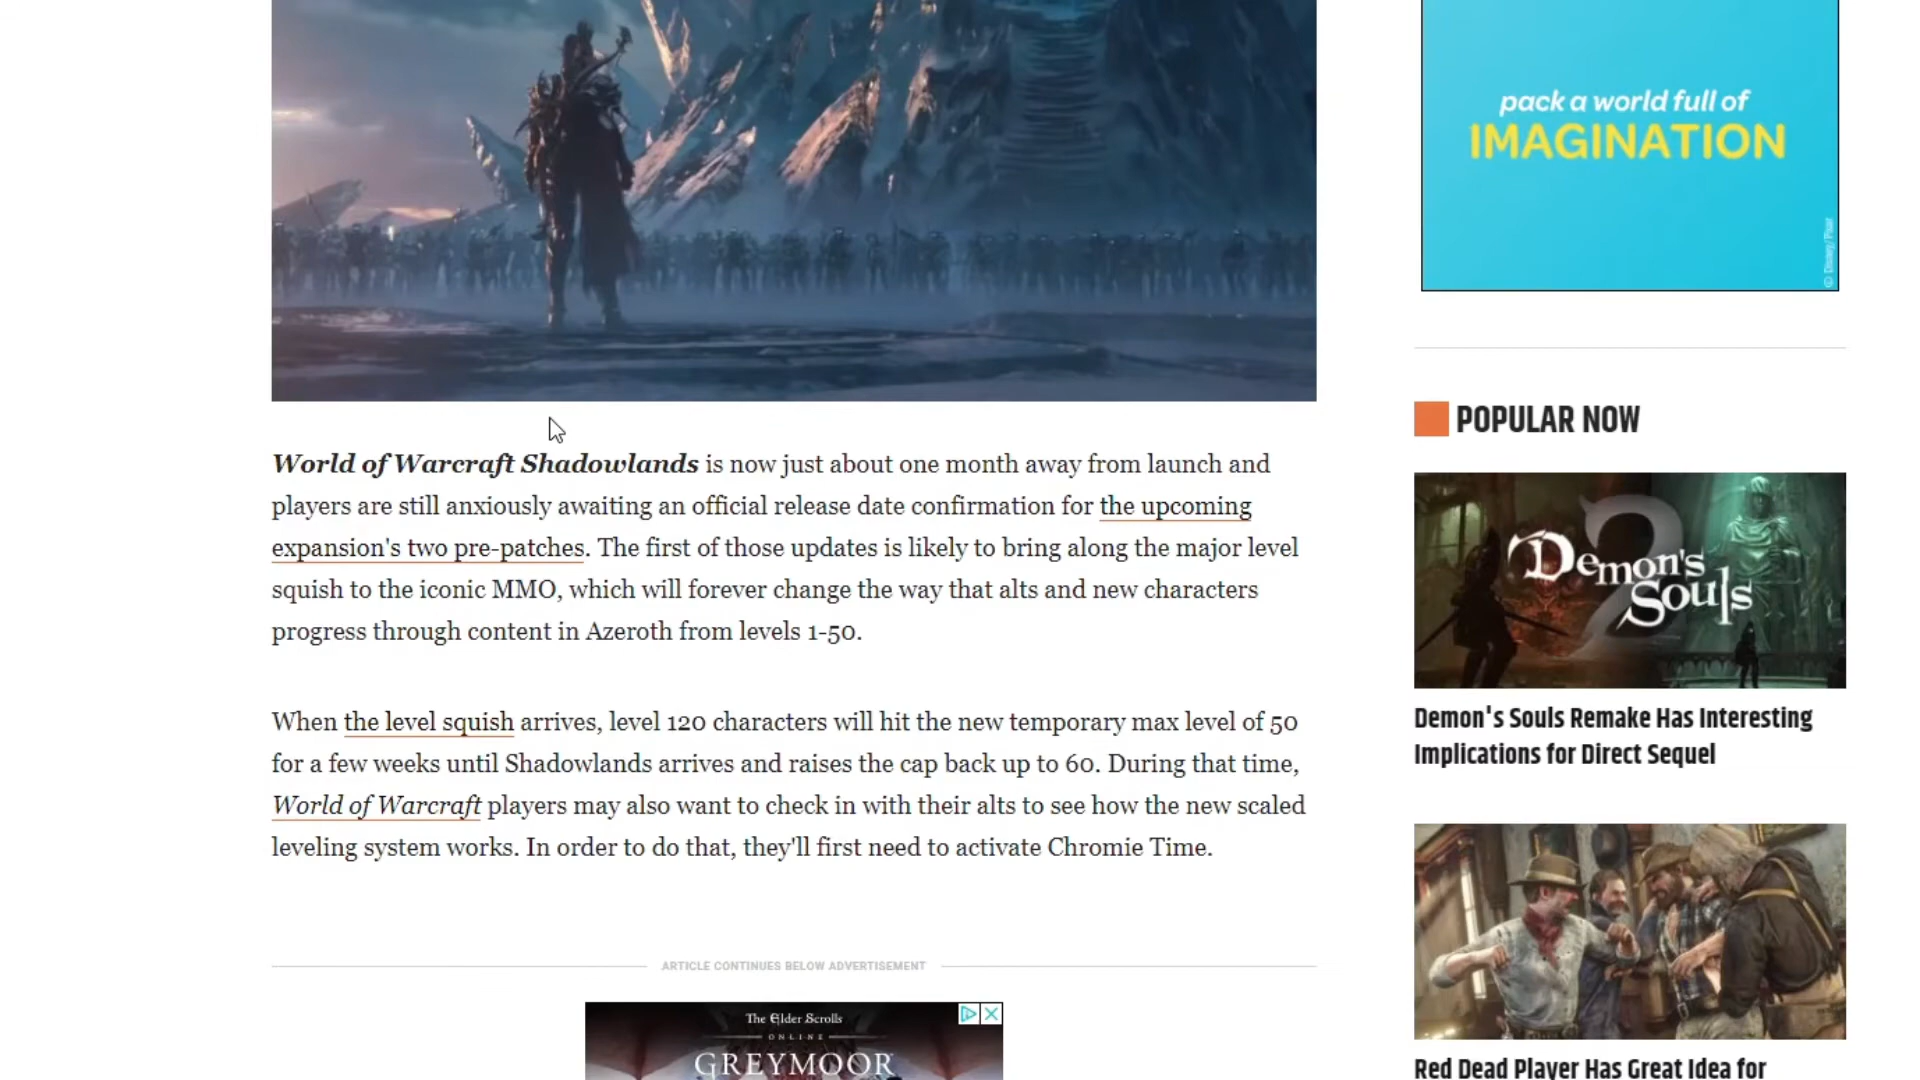 pack a world full of
IMAGINATION
© Disney/Pixar
World of Warcraft Shadowlands is now just about one month away from launch and
players are still anxiously awaiting an official release date confirmation for the upcoming
expansion's two pre-patches. The first of those updates is likely to bring along the major level
squish to the iconic MMO, which will forever change the way that alts and new characters
progress through content in Azeroth from levels 1-50.
When the level squish arrives, level 120 characters will hit the new temporary max level of 50
for a few weeks until Shadowlands arrives and raises the cap back up to 60. During that time,
World of Warcraft players may also want to check in with their alts to see how the new scaled
leveling system works. In order to do that, they'll first need to activate Chromie Time.
ARTICLE CONTINUES BELOW ADVERTISEMENT
The Elder Scrolls
ONLINE
GREYMOOR
POPULAR NOW
2
Demon's
Souls
Demon's Souls Remake Has Interesting
Implications for Direct Sequel
Red Dead Player Has Great Idea for